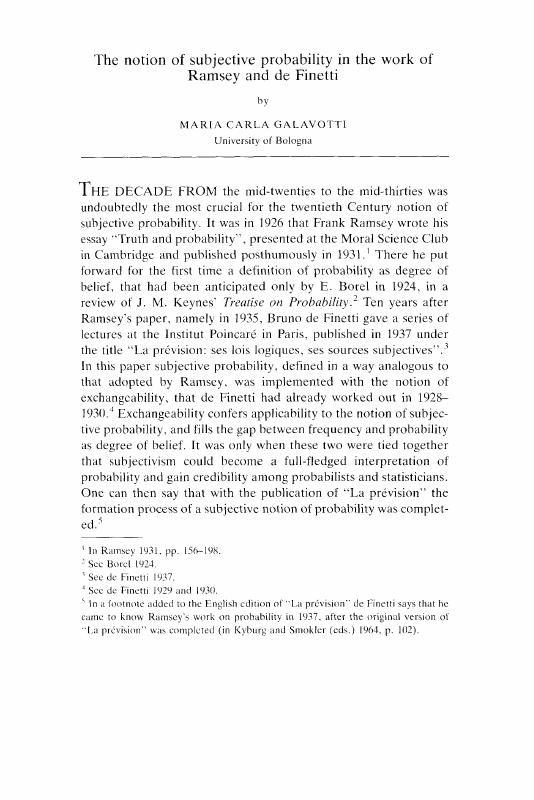 The notion of subjective probability in the work of
Ramsey and de Finetti
by
MARIA CARLA GALAVOTTI
University of Bologna
THE DECADE FROM the mid-twenties to the mid-thirties was
undoubtedly the most crucial for the twentieth Century notion of
subjective probability. It was in 1926 that Frank Ramsey wrote his
essay “Truth and probability”, presented at the Moral Science Club
in Cambridge and published posthumously in 1931.¹ There he put
forward for the first time a definition of probability as degree of
belief, that had been anticipated only by E. Borel in 1924, in a
review of J. M. Keynes’ Treatise on Probability.² Ten years after
Ramsey’s paper, namely in 1935, Bruno de Finetti gave a series of
lectures at the Institut Poincaré in Paris, published in 1937 under
the title “La prévision: ses lois logiques, ses sources subjectives”.³
In this paper subjective probability, defined in a way analogous to
that adopted by Ramsey, was implemented with the notion of
exchangeability, that de Finetti had already worked out in 1928–
1930.⁴ Exchangeability confers applicability to the notion of subjec-
tive probability, and fills the gap between frequency and probability
as degree of belief. It was only when these two were tied together
that subjectivism could become a full-fledged interpretation of
probability and gain credibility among probabilists and statisticians.
One can then say that with the publication of “La prévision” the
formation process of a subjective notion of probability was complet-
ed.⁵
¹ In Ramsey 1931, pp. 156–198.
² See Borel 1924.
³ See de Finetti 1937.
⁴ See de Finetti 1929 and 1930.
⁵ In a footnote added to the English edition of “La prévision” de Finetti says that he
came to know Ramsey’s work on probability in 1937, after the original version of
“La prévision” was completed (in Kyburg and Smokler (eds.) 1964, p. 102).